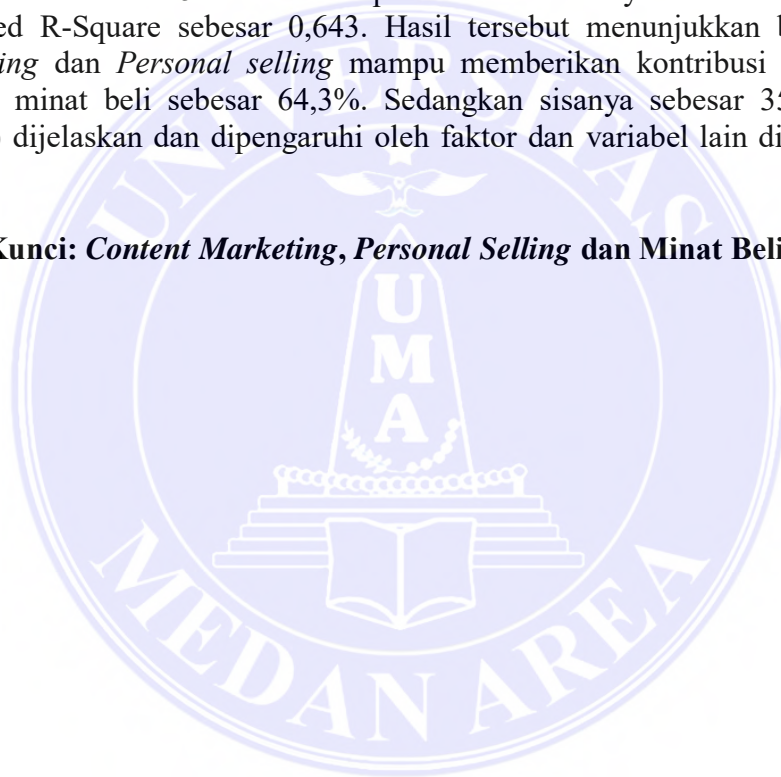 ed R-Square sebesar 0,643. Hasil tersebut menunjukkan
ing dan Personal selling mampu memberikan kontribusi
minat beli sebesar 64,3%. Sedangkan sisanya sebesar 35
dijelaskan dan dipengaruhi oleh faktor dan variabel lain di
Kunci: Content Marketing, Personal Selling dan Minat Beli
UNIVERSITAS
UMA
MEDAN AREA